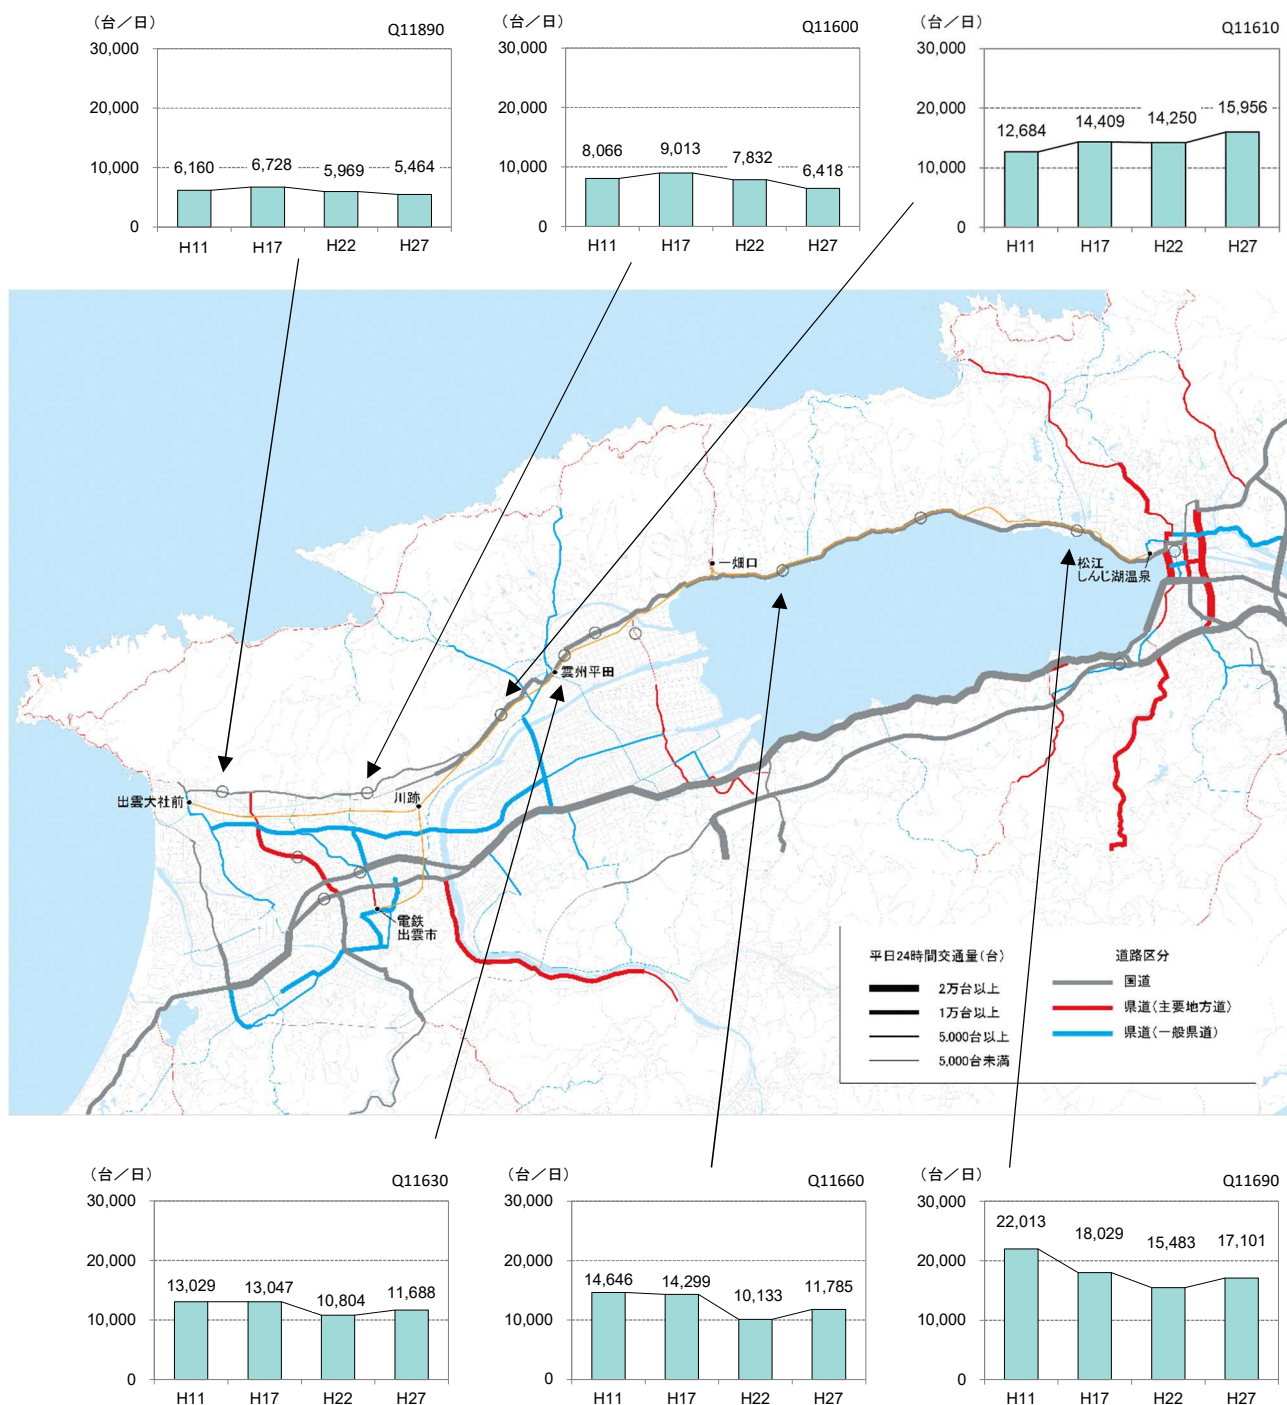 (台/日)
Q11890
30,000
20,000
10,000
0
6,160
6,728
5,969
5,464
H11
H17
H22
H27
(台/日)
Q11600
30,000
20,000
10,000
0
8,066
9,013
7,832
6,418
H11
H17
H22
H27
(台/日)
Q11610
30,000
20,000
10,000
0
12,684
14,409
14,250
15,956
H11
H17
H22
H27
一畑口
松江
しんじ湖温泉
雲州平田
出雲大社前
川跡
電鉄
出雲市
平日24時間交通量(台)
2万台以上
1万台以上
5,000台以上
5,000台未満
道路区分
国道
県道(主要地方道)
県道(一般県道)
(台/日)
Q11630
30,000
20,000
10,000
0
13,029
13,047
10,804
11,688
H11
H17
H22
H27
(台/日)
Q11660
30,000
20,000
10,000
0
14,646
14,299
10,133
11,785
H11
H17
H22
H27
(台/日)
Q11690
30,000
20,000
10,000
0
22,013
18,029
15,483
17,101
H11
H17
H22
H27